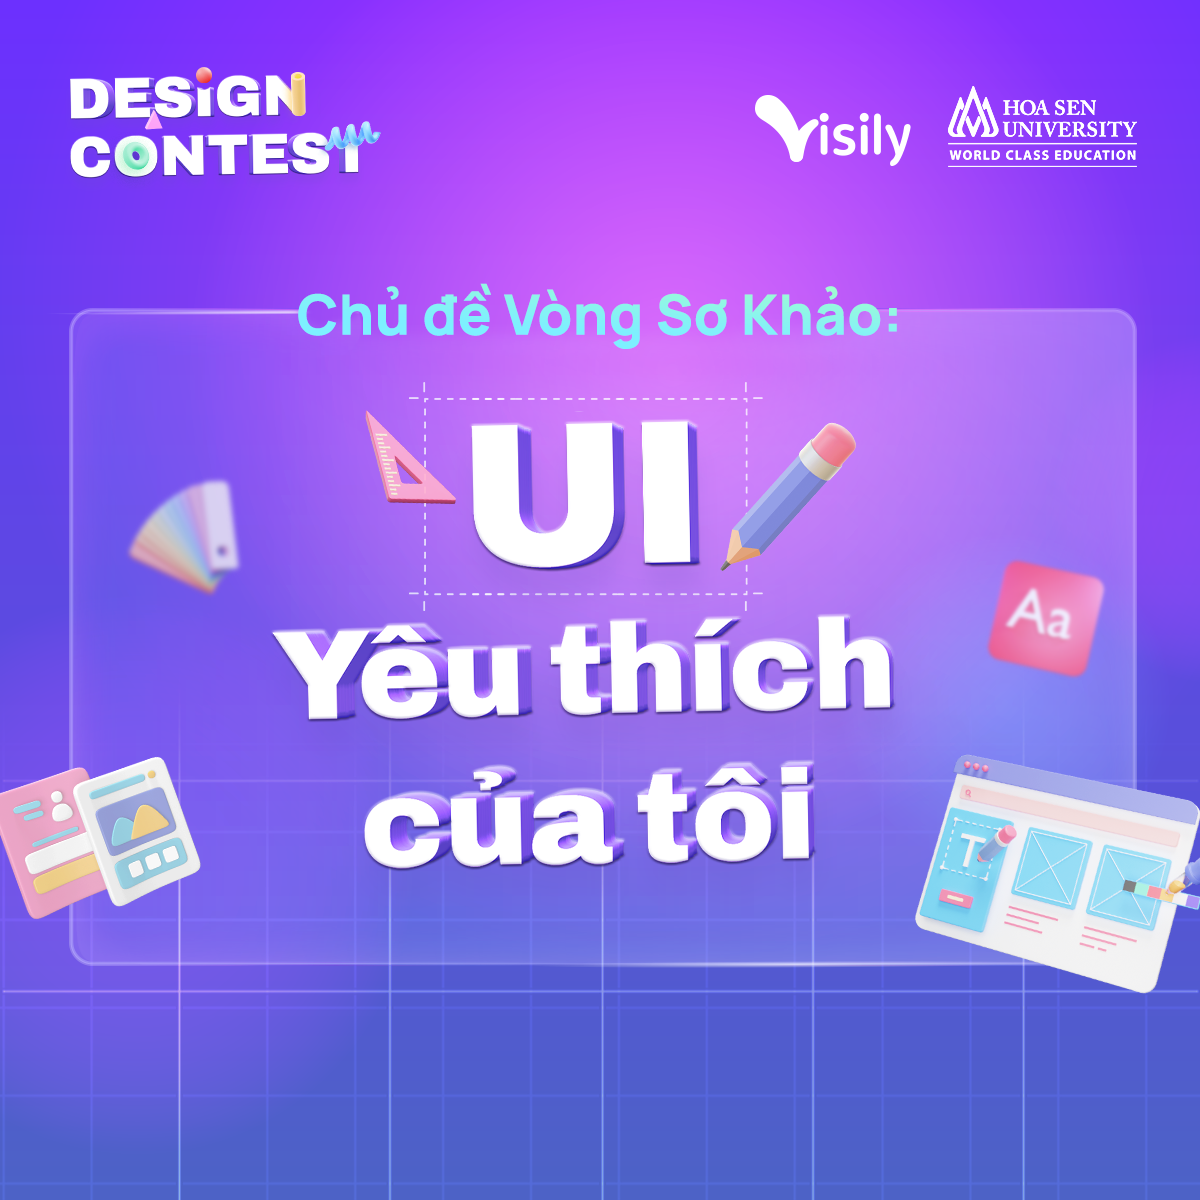 DESiGN
CONTEST
Visily
HOA SEN
UNIVERSITY
WORLD CLASS EDUCATION
Chủ đề Vòng Sơ Khảo:
UI
Yêu thích
của tôi
Aa
T